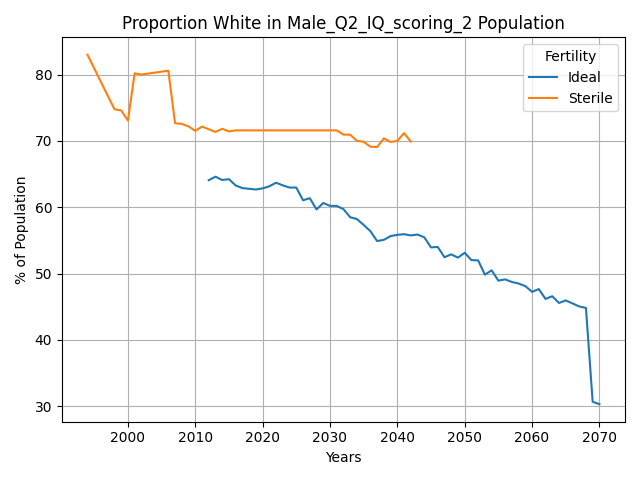 Proportion White in Male_Q2_IQ_scoring_2 Population
Fertility
Ideal
Sterile
% of Population
80
70
60
50
40
30
2000
2010
2020
2030
2040
2050
2060
2070
Years